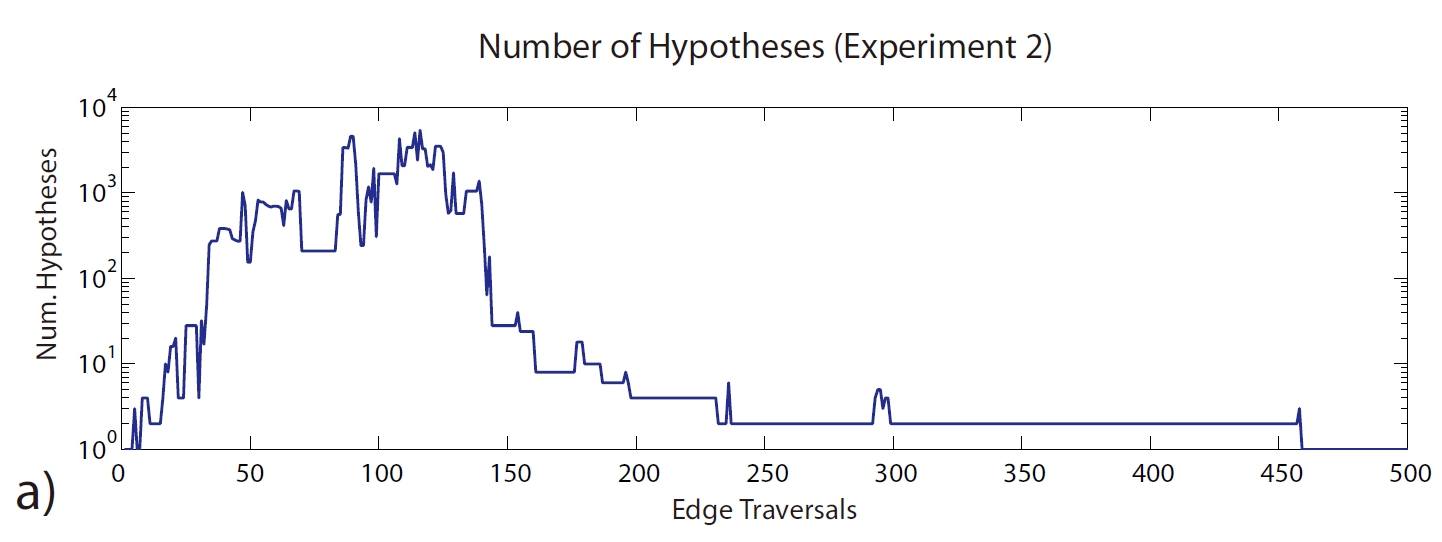 Number of Hypotheses (Experiment 2)
10^4
10^3
10^2
10^1
10^0
Num. Hypotheses
0 50 100 150 200 250 300 350 400 450 500
Edge Traversals
a)